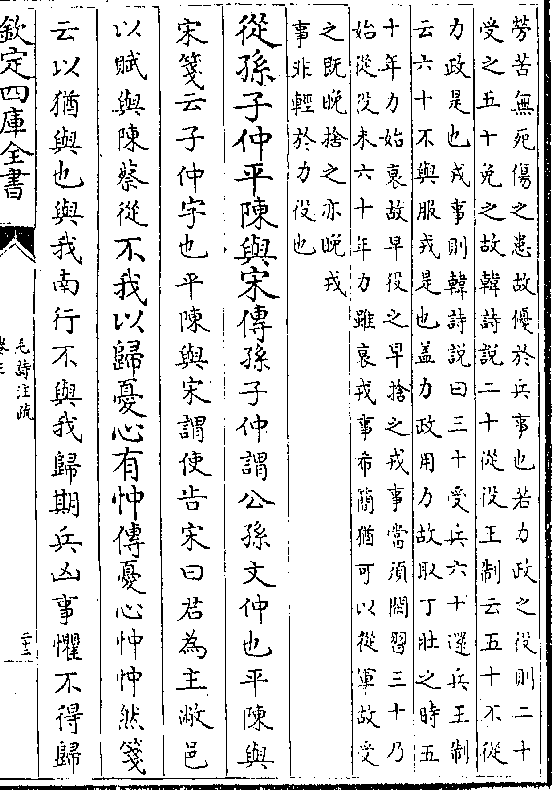 勞苦無死傷之患故優於兵事也若力政之役則二十
受之五十免之故韓詩說二十從役王制云五十不從
力政是也戎事則韓詩說曰三十受兵六十還兵王制
云六十不與服戎是也蓋力政用力故取丁壯之時五
十年力始衰故早役之早捨之戎事當須閑習三十乃
始從役未六十年力雖衰戎事希簡猶可以從軍故受
之既晚捨之亦晚戎
事非輕於力役也
從孫子仲平陳與宋傳孫子仲謂公孫文仲也平陳與
宋箋云子仲字也平陳與宋謂使告宋曰君為主敝邑
以賦與陳蔡從不我以歸憂心有忡傳憂心忡忡然箋
云以猶與也與我南行不與我歸期兵凶事懼不得歸
欽定四庫全書
毛詩注疏
卷三
二十三